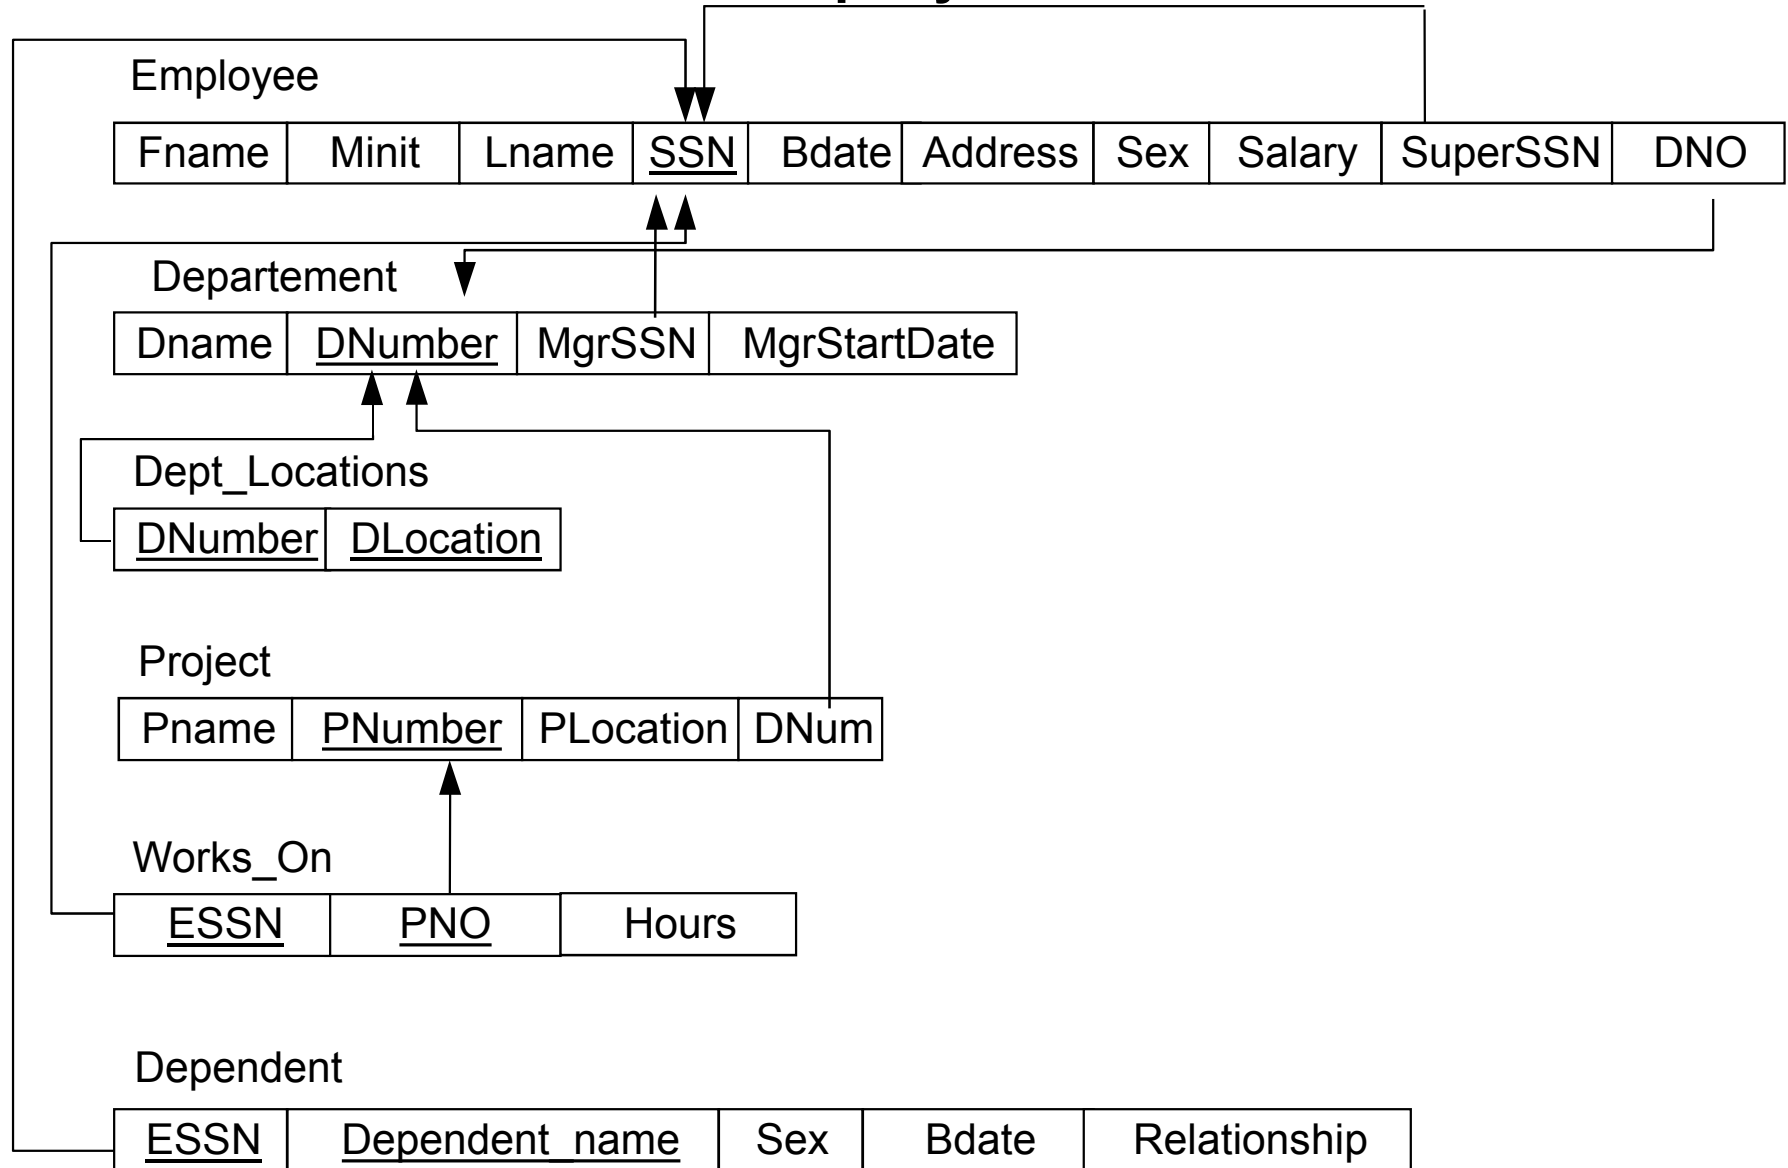 Employee
Fname Minit Lname SSN Bdate Address Sex Salary SuperSSN DNO
Departement
Dname DNumber MgrSSN MgrStartDate
Dept_Locations
DNumber DLocation
Project
Pname PNumber PLocation DNum
Works_On
ESSN PNO Hours
Dependent
ESSN Dependent_name Sex Bdate Relationship